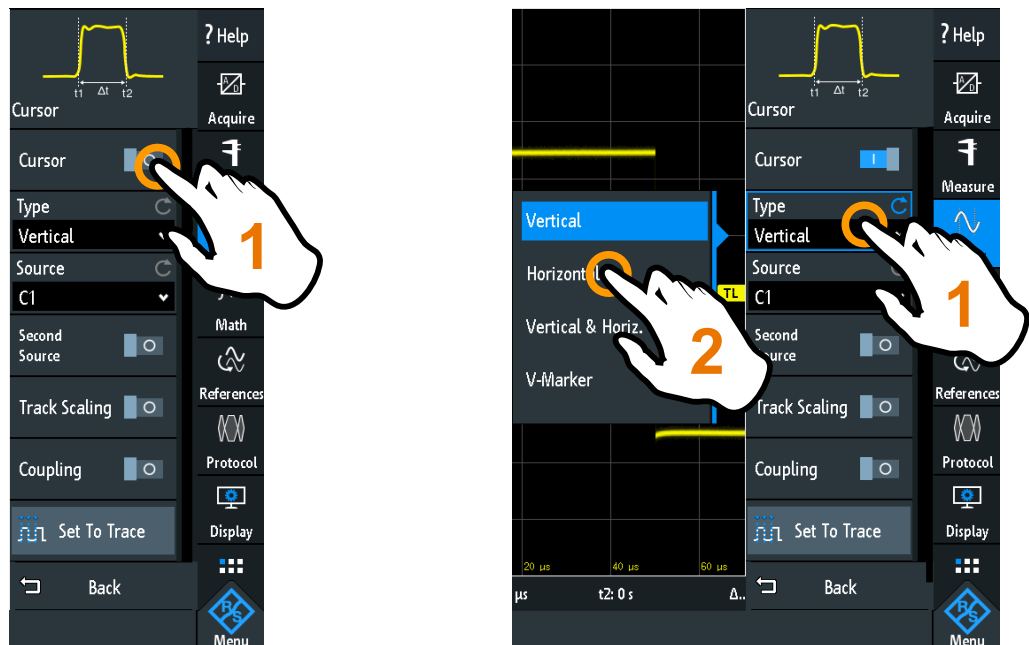 ? Help
t1 Δt t2
Cursor
Acquire
Cursor
Type
Vertical
Source
C1
Math
Second
Source
References
Track Scaling
Protocol
Coupling
Set To Trace
Display
Back
R/S
Menu
1
? Help
t1 Δt t2
Cursor
Acquire
Cursor
Measure
Type
Vertical
Source
C1
Second
References
Track Scaling
Protocol
Coupling
Set To Trace
Display
Back
R/S
Menu
1
Vertical
Horizontal
Vertical & Horiz.
V-Marker
2
TL
20 µs 40 µs 60 µs
µs t2: 0 s Δ..